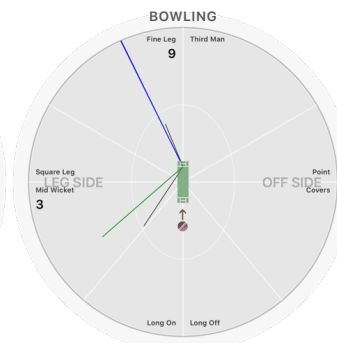 BOWLING
Fine Leg
Third Man
9
Square Leg
Point
LEG SIDE
OFF SIDE
Mid Wicket
Covers
3
Long On
Long Off